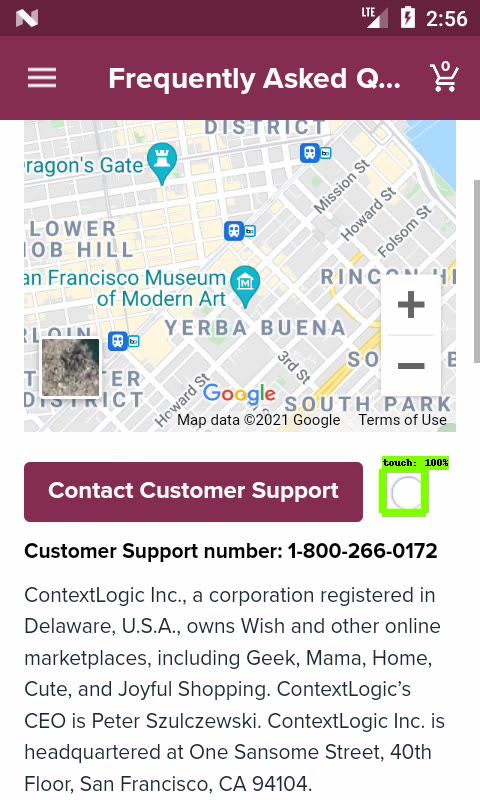 LTE 2:56
Frequently Asked Q...
0
DISTRICT
ragon's Gate
Mission St
Howard St
Folsom St
LOWER
NOB HILL
an Francisco Museum
of Modern Art
RINCON HI
+
YERBA BUENA
−
3rd St
Howard St
SOUTH PARK
DISTRICT
Google
Map data ©2021 Google Terms of Use
touch: 100%
Contact Customer Support
Customer Support number: 1-800-266-0172
ContextLogic Inc., a corporation registered in
Delaware, U.S.A., owns Wish and other online
marketplaces, including Geek, Mama, Home,
Cute, and Joyful Shopping. ContextLogic’s
CEO is Peter Szulczewski. ContextLogic Inc. is
headquartered at One Sansome Street, 40th
Floor, San Francisco, CA 94104.